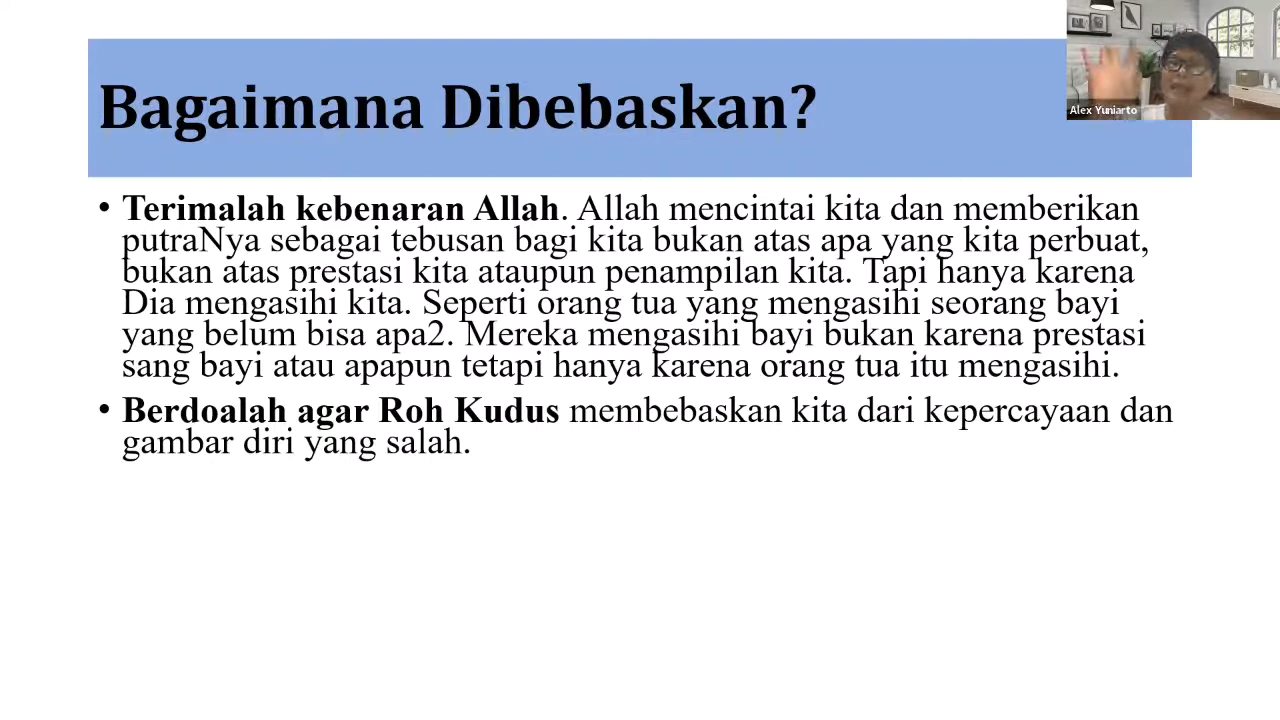 Bagaimana Dibebaskan?
Alex Yuniarto
• Terimalah kebenaran Allah. Allah mencintai kita dan memberikan
putraNya sebagai tebusan bagi kita bukan atas apa yang kita perbuat,
bukan atas prestasi kita ataupun penampilan kita. Tapi hanya karena
Dia mengasihi kita. Seperti orang tua yang mengasihi seorang bayi
yang belum bisa apa2. Mereka mengasihi bayi bukan karena prestasi
sang bayi atau apapun tetapi hanya karena orang tua itu mengasihi.
• Berdoalah agar Roh Kudus membebaskan kita dari kepercayaan dan
gambar diri yang salah.